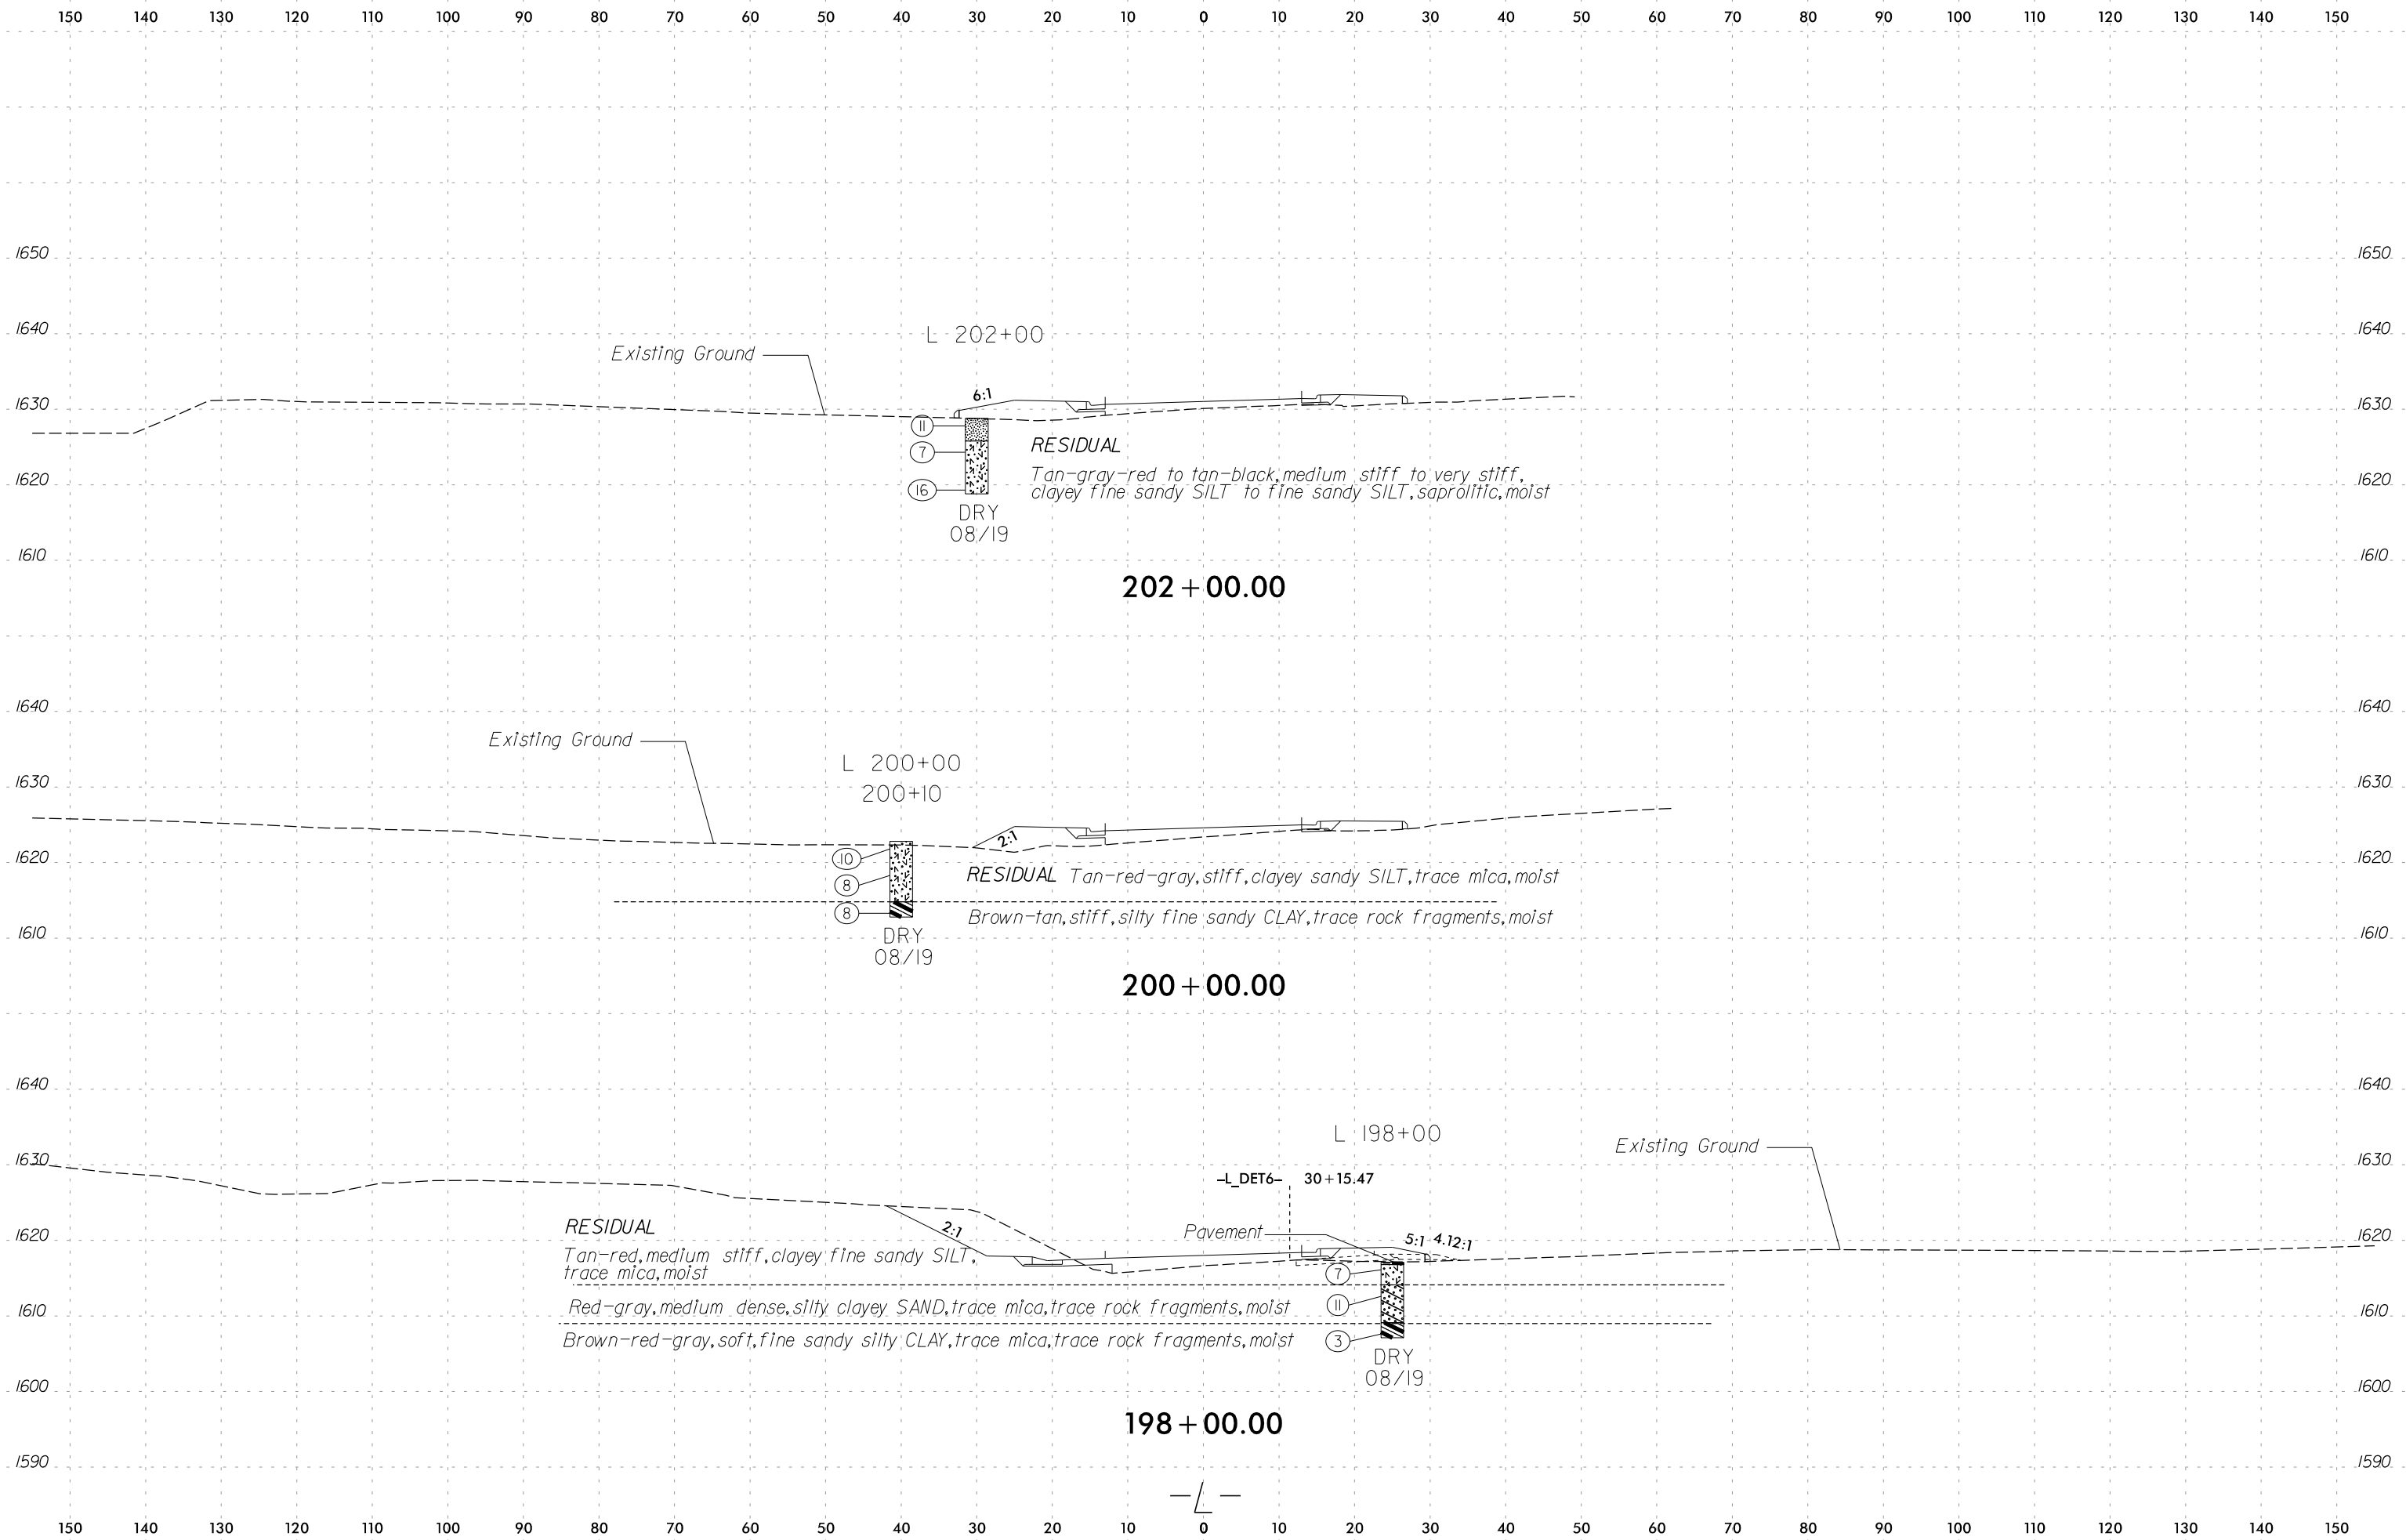 150 140 130 120 110 100 90 80 70 60 50 40 30 20 10 0 10 20 30 40 50 60 70 80 90 100 110 120 130 140 150
1650 1650
1640 L 202+00 1640
Existing Ground
6:1
1630 1630
11
RESIDUAL
7
Tan-gray-red to tan-black, medium stiff to very stiff,
1620 1620
16 clayey fine sandy SILT to fine sandy SILT, saprolitic, moist
DRY
08/19
1610 1610
202+00.00
1640 1640
Existing Ground
L 200+00
1630 1630
200+10
2:1
1620 1620
10
RESIDUAL Tan-red-gray, stiff, clayey sandy SILT, trace mica, moist
8
8 Brown-tan, stiff, silty fine sandy CLAY, trace rock fragments, moist
1610 DRY 1610
08/19
200+00.00
1640 1640
L 198+00
Existing Ground
1630 1630
-L_DET6- 30+15.47
RESIDUAL 2:1 Pavement
1620 5:1 4.12:1 1620
Tan-red, medium stiff, clayey fine sandy SILT,
trace mica, moist 7
Red-gray, medium dense, silty clayey SAND, trace mica, trace rock fragments, moist 11
1610 1610
Brown-red-gray, soft, fine sandy silty CLAY, trace mica, trace rock fragments, moist 3
DRY
08/19
1600 1600
198+00.00
1590 1590
-L-
150 140 130 120 110 100 90 80 70 60 50 40 30 20 10 0 10 20 30 40 50 60 70 80 90 100 110 120 130 140 150